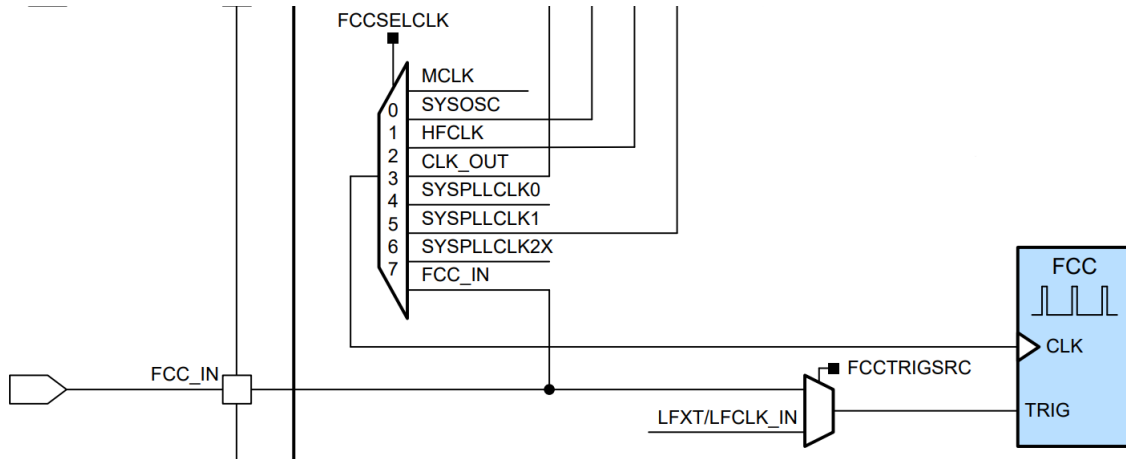 FCCSELCLK
MCLK
0
SYSOSC
1
HFCLK
2
CLK_OUT
3
SYSPLLCLK0
4
SYSPLLCLK1
5
SYSPLLCLK2X
6
FCC_IN
7
FCC
CLK
FCC_IN
FCCTRIGSRC
LFXT/LFCLK_IN
TRIG